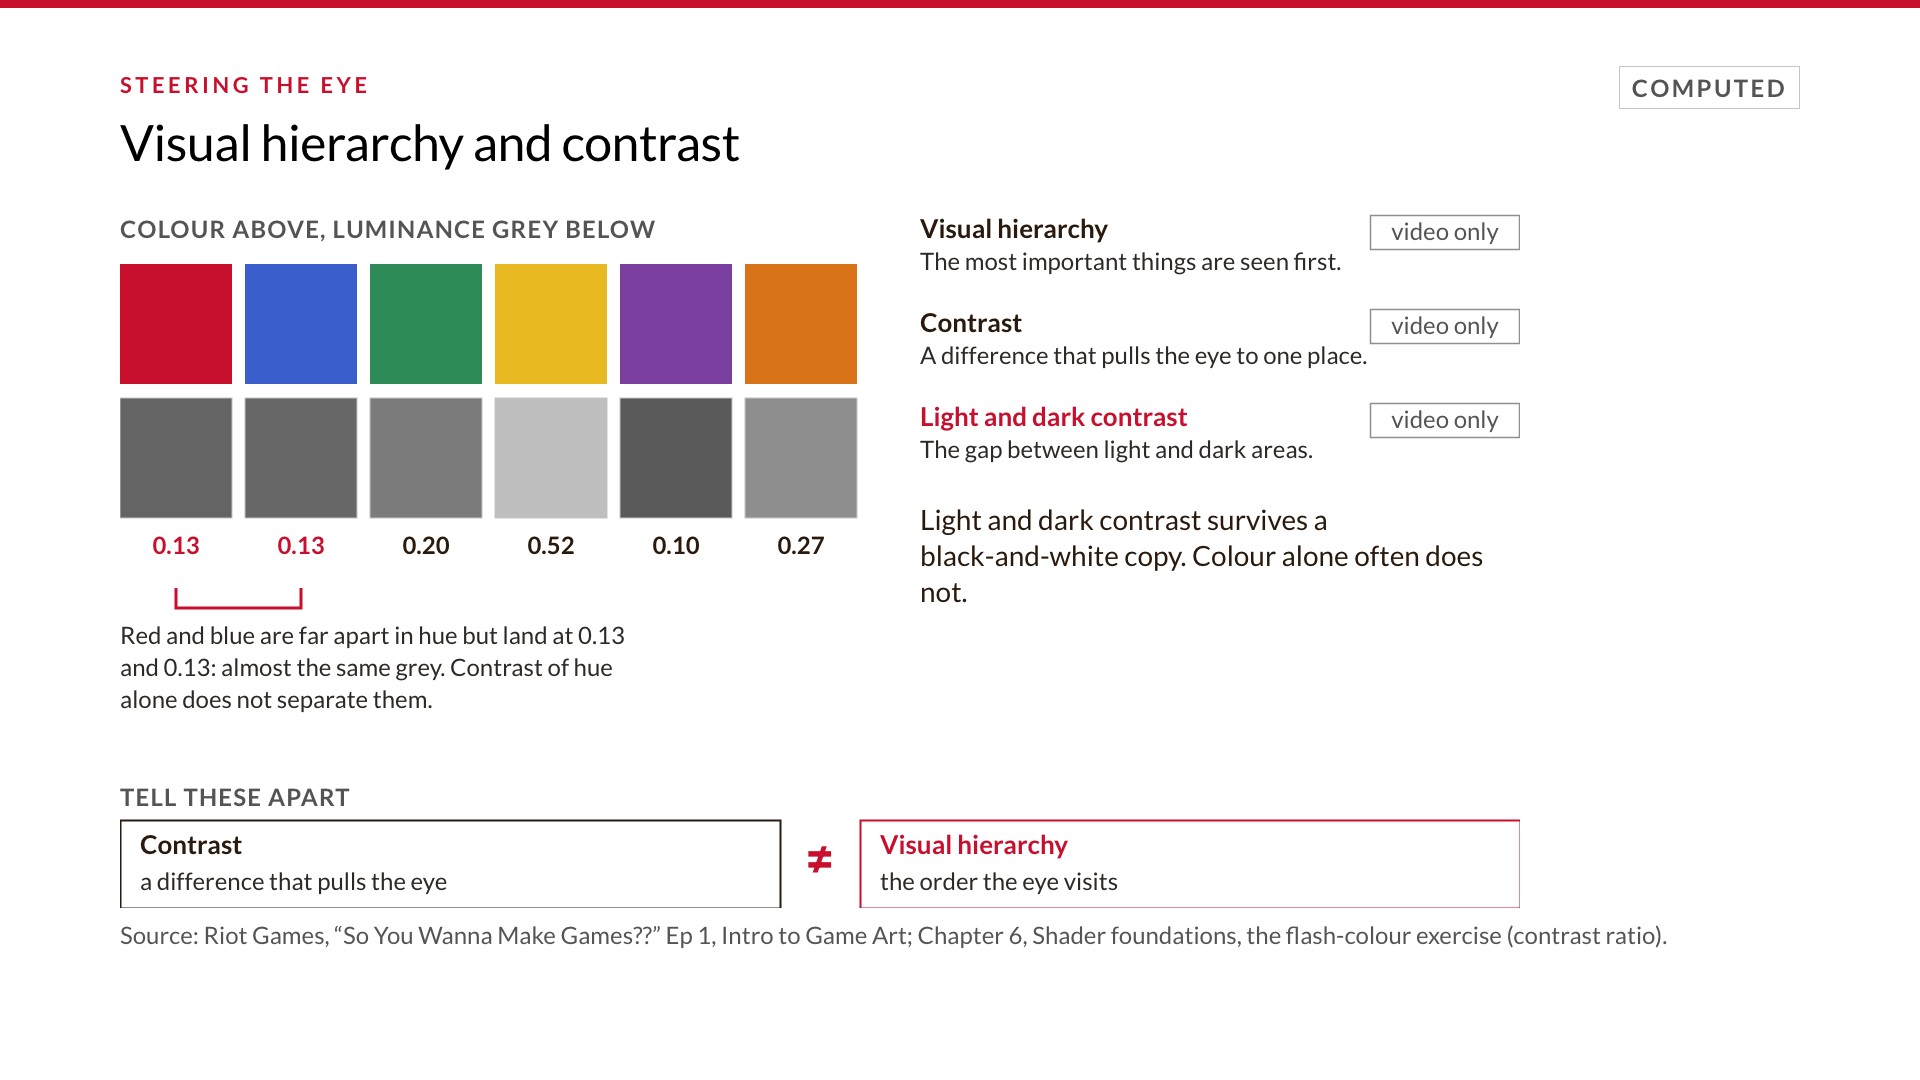 STEERING THE EYE
COMPUTED
Visual hierarchy and contrast
COLOUR ABOVE, LUMINANCE GREY BELOW
0.13 0.13 0.20 0.52 0.10 0.27
Red and blue are far apart in hue but land at 0.13
and 0.13: almost the same grey. Contrast of hue
alone does not separate them.
Visual hierarchy
video only
The most important things are seen first.
Contrast
video only
A difference that pulls the eye to one place.
Light and dark contrast
video only
The gap between light and dark areas.
Light and dark contrast survives a
black-and-white copy. Colour alone often does
not.
TELL THESE APART
Contrast
a difference that pulls the eye
≠
Visual hierarchy
the order the eye visits
Source: Riot Games, “So You Wanna Make Games??” Ep 1, Intro to Game Art; Chapter 6, Shader foundations, the flash-colour exercise (contrast ratio).